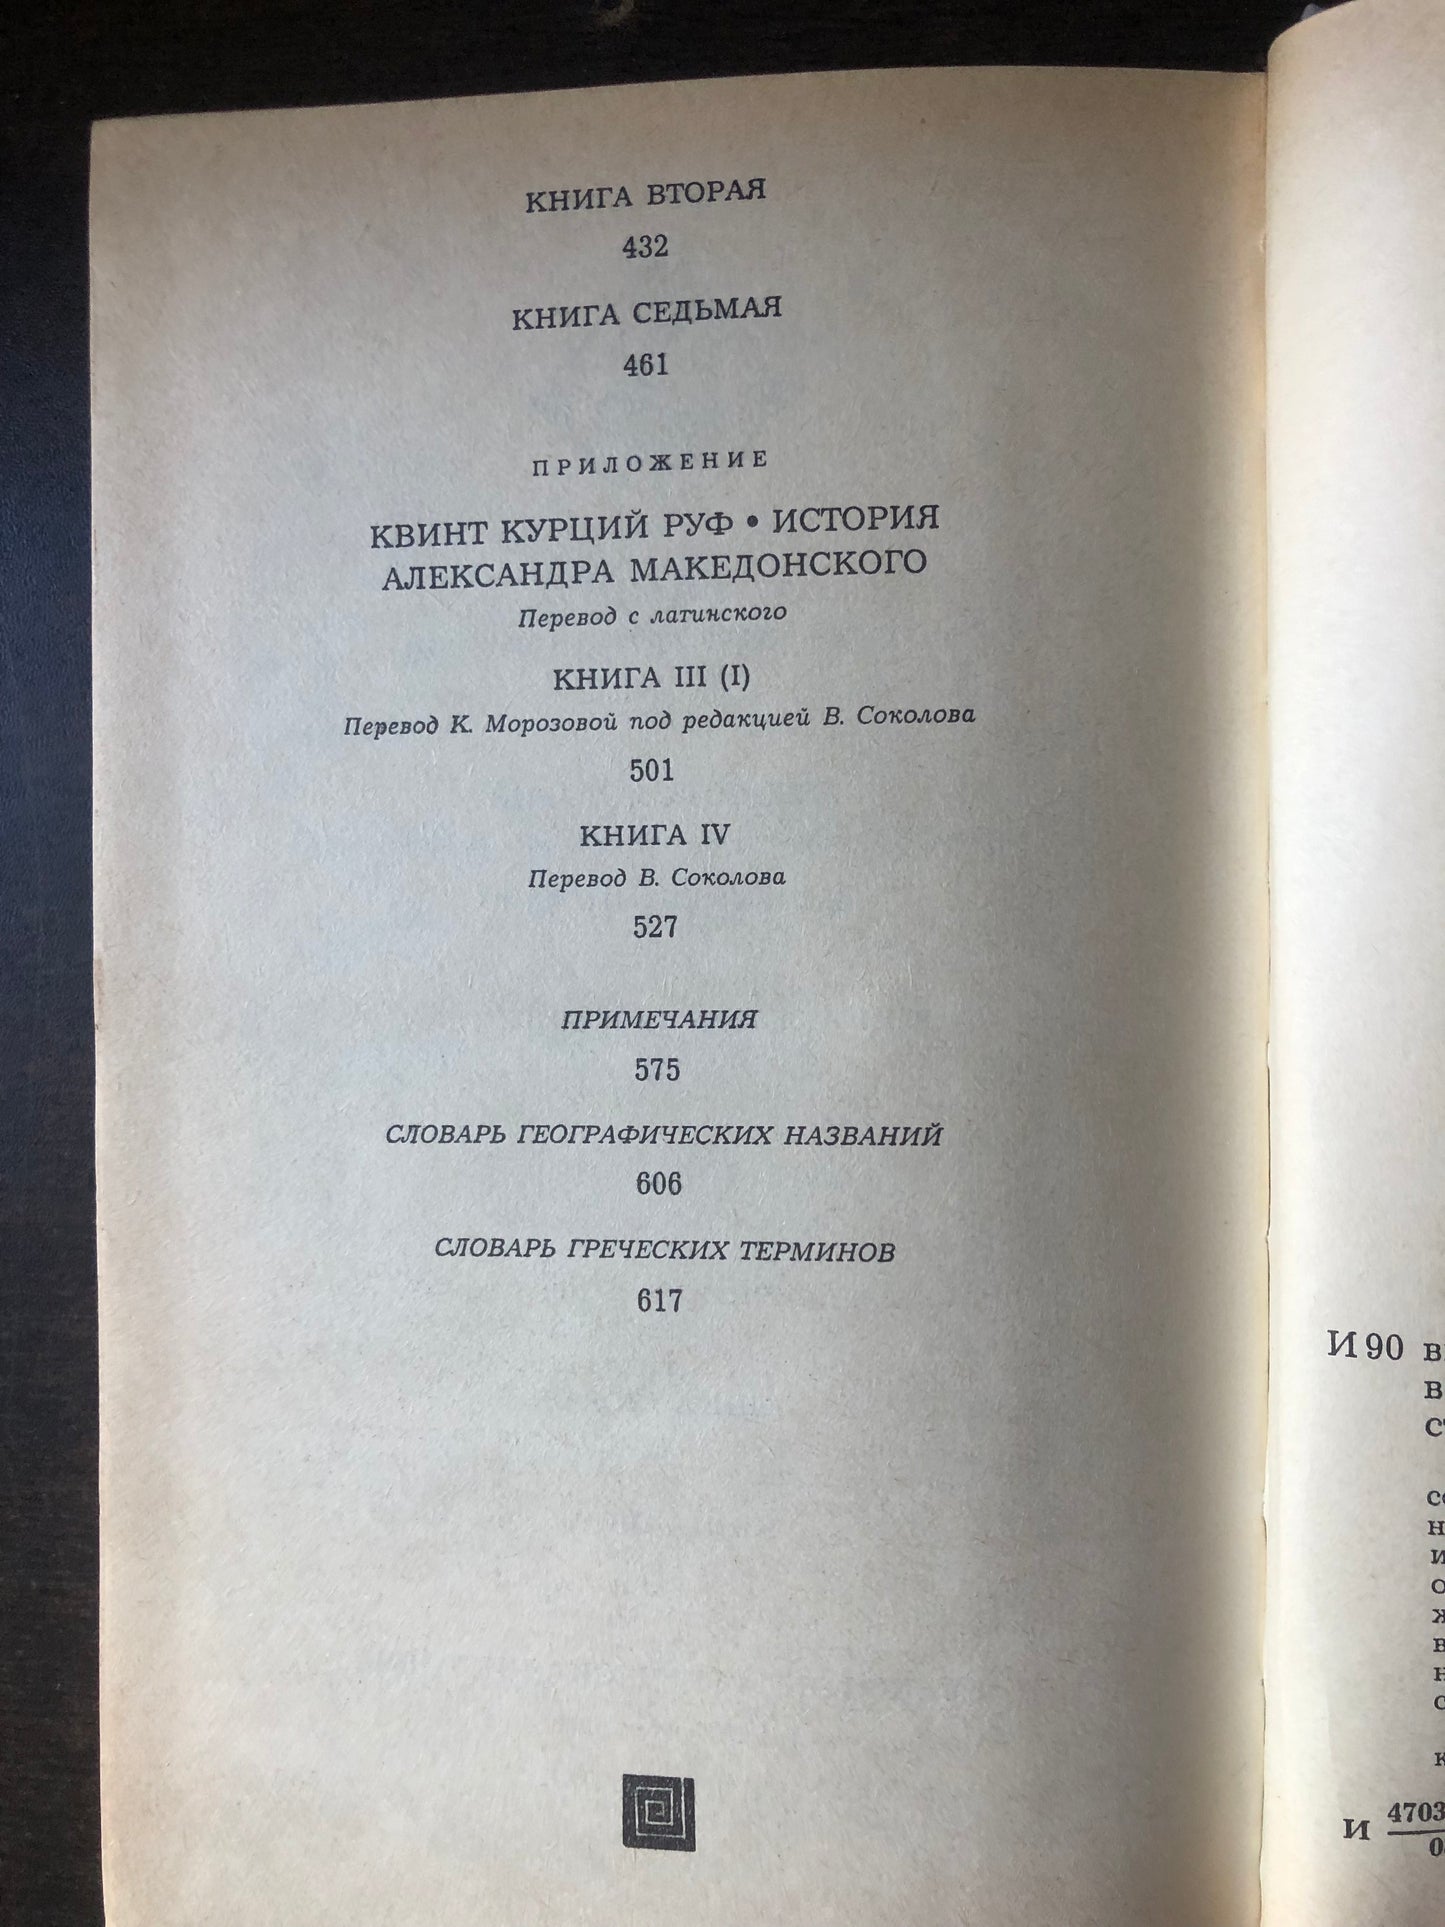 КНИГА ВТОРАЯ
432
КНИГА СЕДЬМАЯ
461
ПРИЛОЖЕНИЕ
КВИНТ КУРЦИЙ РУФ • ИСТОРИЯ
АЛЕКСАНДРА МАКЕДОНСКОГО
Перевод с латинского
КНИГА III (I)
Перевод К. Морозовой под редакцией В. Соколова
501
КНИГА IV
Перевод В. Соколова
527
ПРИМЕЧАНИЯ
575
СЛОВАРЬ ГЕОГРАФИЧЕСКИХ НАЗВАНИЙ
606
СЛОВАРЬ ГРЕЧЕСКИХ ТЕРМИНОВ
617
И 90
И 4703